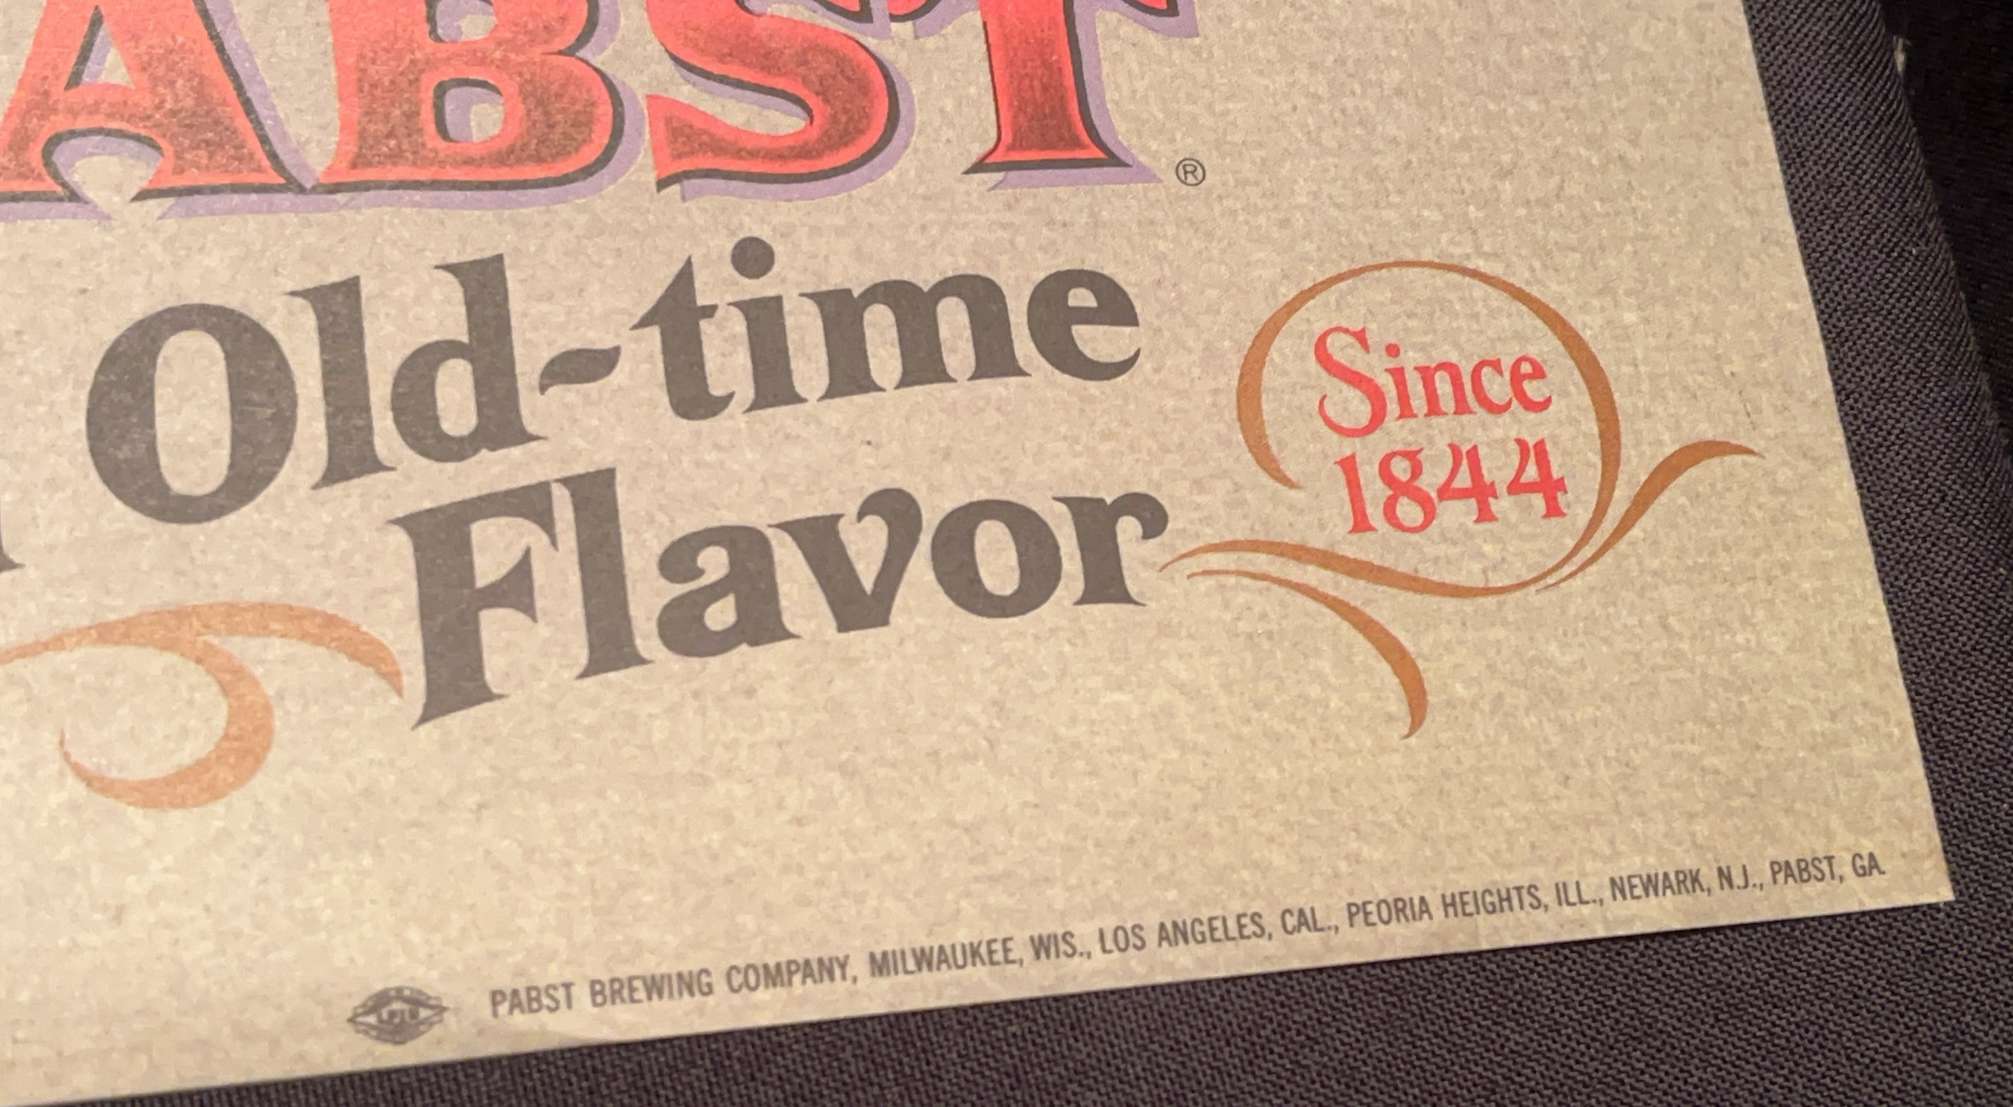 ABST®
Old-time
Flavor
Since
1844
PABST BREWING COMPANY, MILWAUKEE, WIS., LOS ANGELES, CAL., PEORIA HEIGHTS, ILL., NEWARK, N.J., PABST, GA.